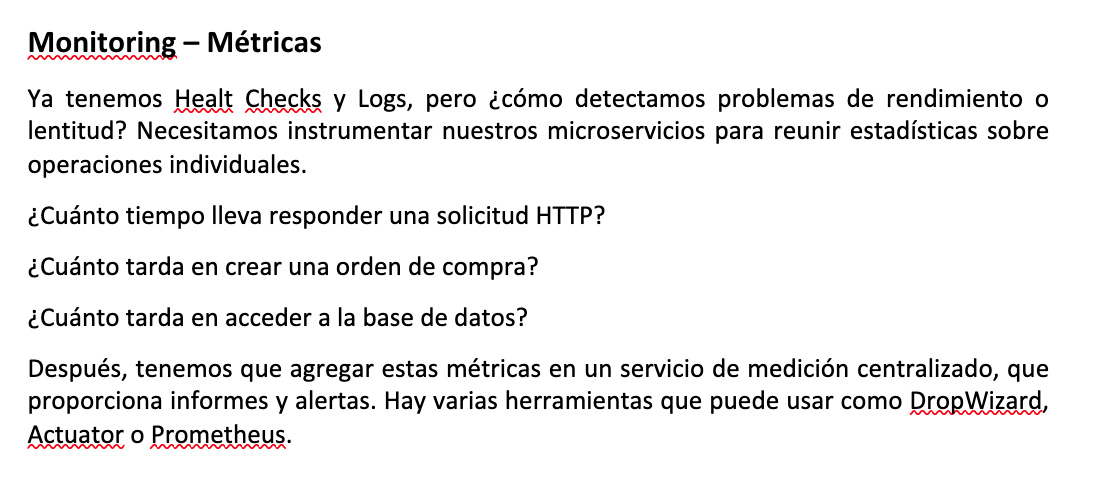 Monitoring – Métricas
Ya tenemos Healt Checks y Logs, pero ¿cómo detectamos problemas de rendimiento o
lentitud? Necesitamos instrumentar nuestros microservicios para reunir estadísticas sobre
operaciones individuales.
¿Cuánto tiempo lleva responder una solicitud HTTP?
¿Cuánto tarda en crear una orden de compra?
¿Cuánto tarda en acceder a la base de datos?
Después, tenemos que agregar estas métricas en un servicio de medición centralizado, que
proporciona informes y alertas. Hay varias herramientas que puede usar como DropWizard,
Actuator o Prometheus.